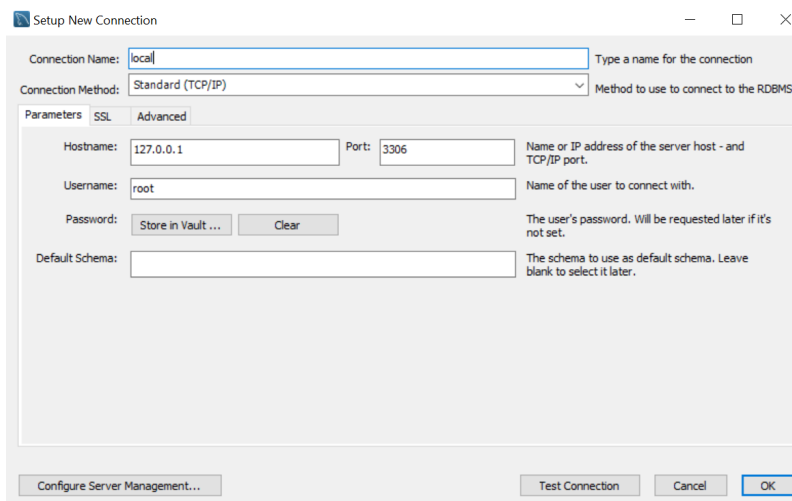 Setup New Connection
Connection Name: local Type a name for the connection
Connection Method: Standard (TCP/IP) Method to use to connect to the RDBMS
Parameters SSL Advanced
Hostname: 127.0.0.1 Port: 3306 Name or IP address of the server host - and
TCP/IP port.
Username: root Name of the user to connect with.
Password: Store in Vault ... Clear The user's password. Will be requested later if it's
not set.
Default Schema: The schema to use as default schema. Leave
blank to select it later.
Configure Server Management... Test Connection Cancel OK